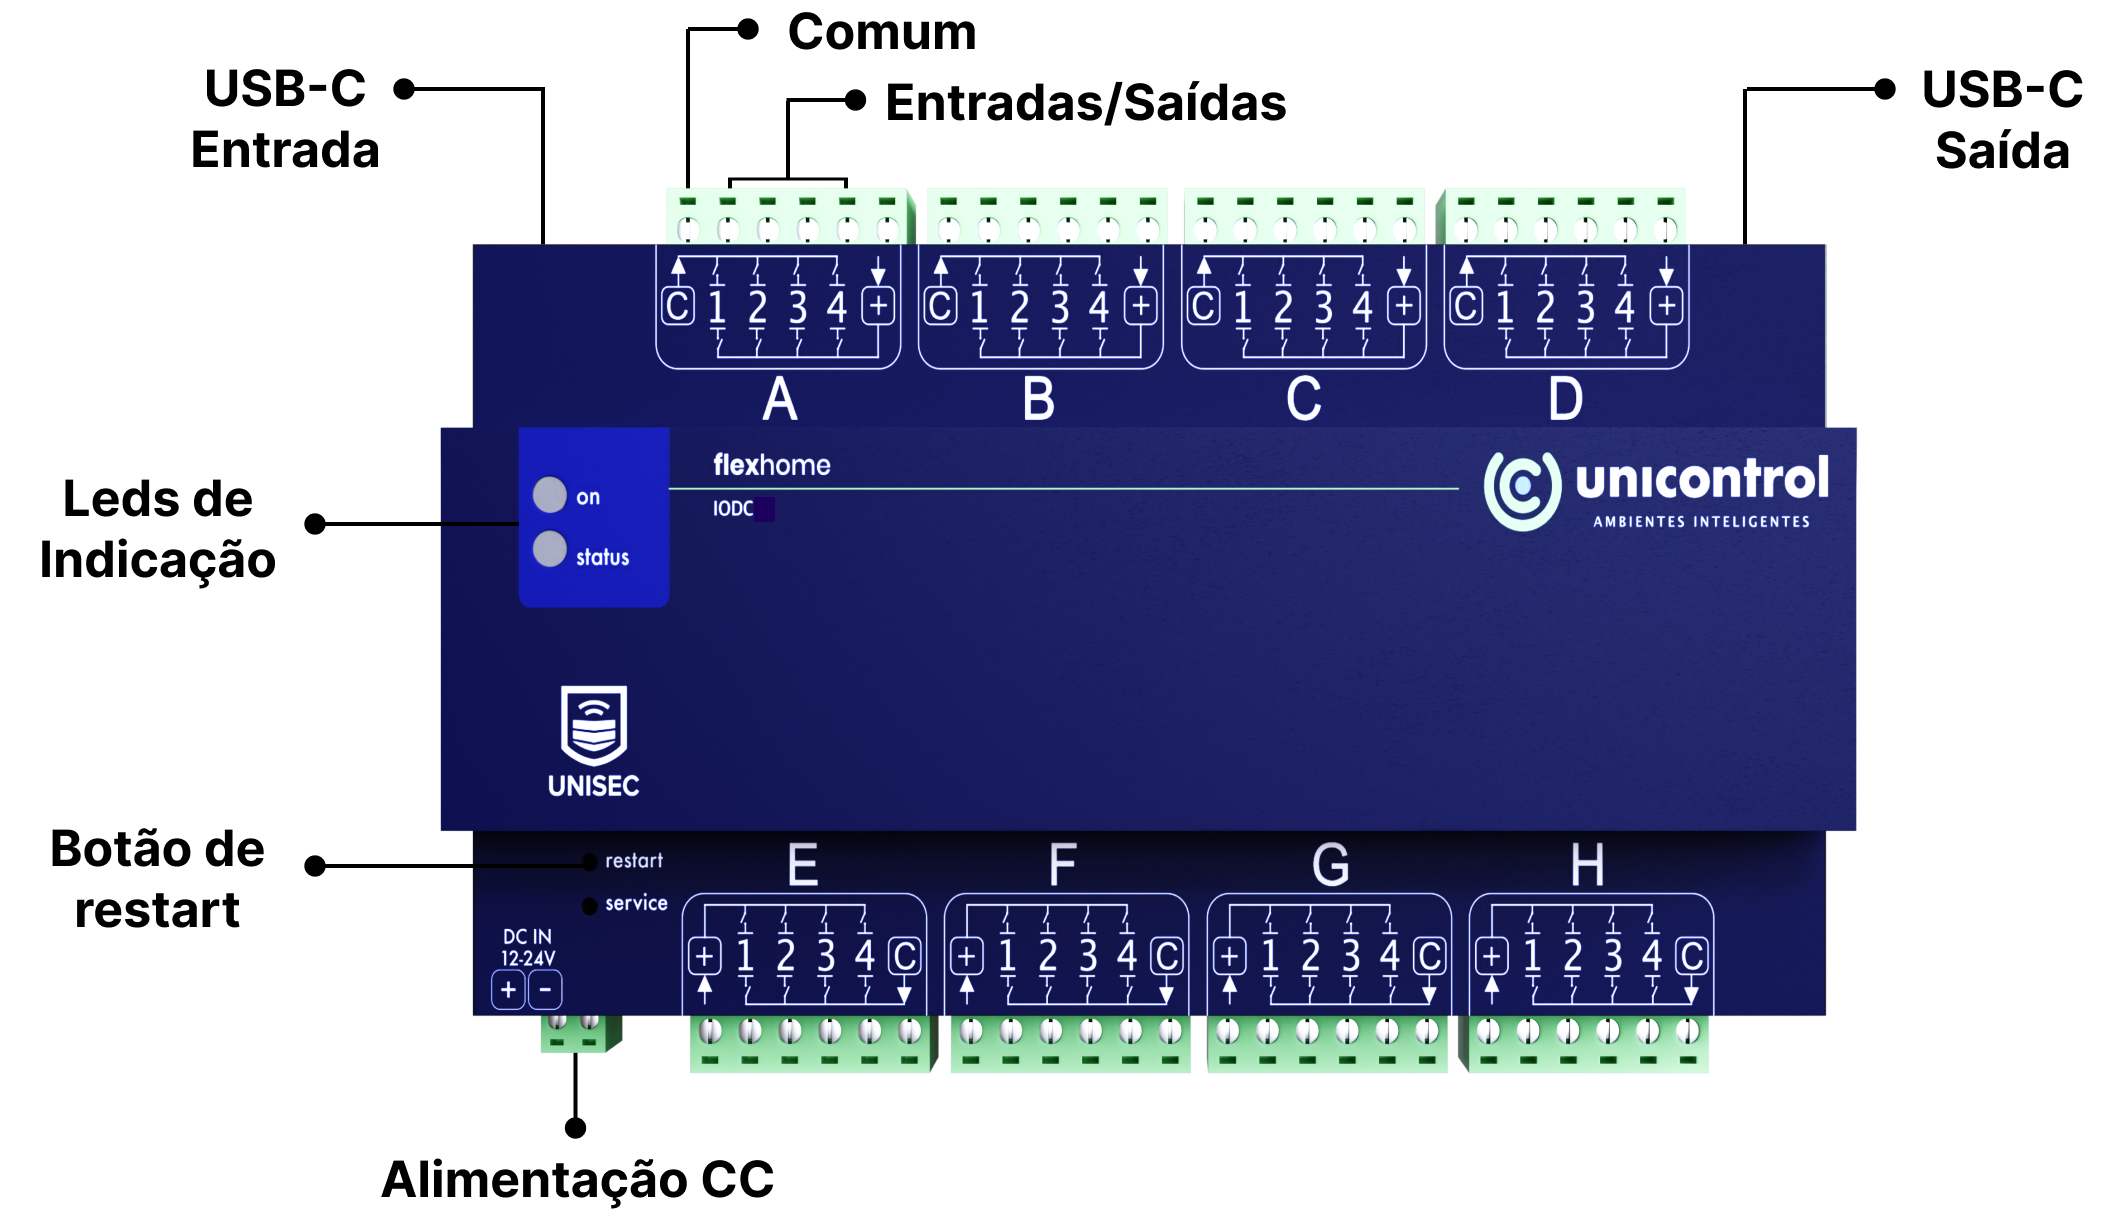 Comum
USB-C
Entrada
Entradas/Saídas
USB-C
Saída
C 1 2 3 4 +
C 1 2 3 4 +
C 1 2 3 4 +
C 1 2 3 4 +
A
B
C
D
Leds de
Indicação
on
status
flexhome
IODC
unicontrol
AMBIENTES INTELIGENTES
UNISEC
Botão de
restart
restart
service
DC IN
12-24V
+ -
E
F
G
H
+ 1 2 3 4 C
+ 1 2 3 4 C
+ 1 2 3 4 C
+ 1 2 3 4 C
Alimentação CC